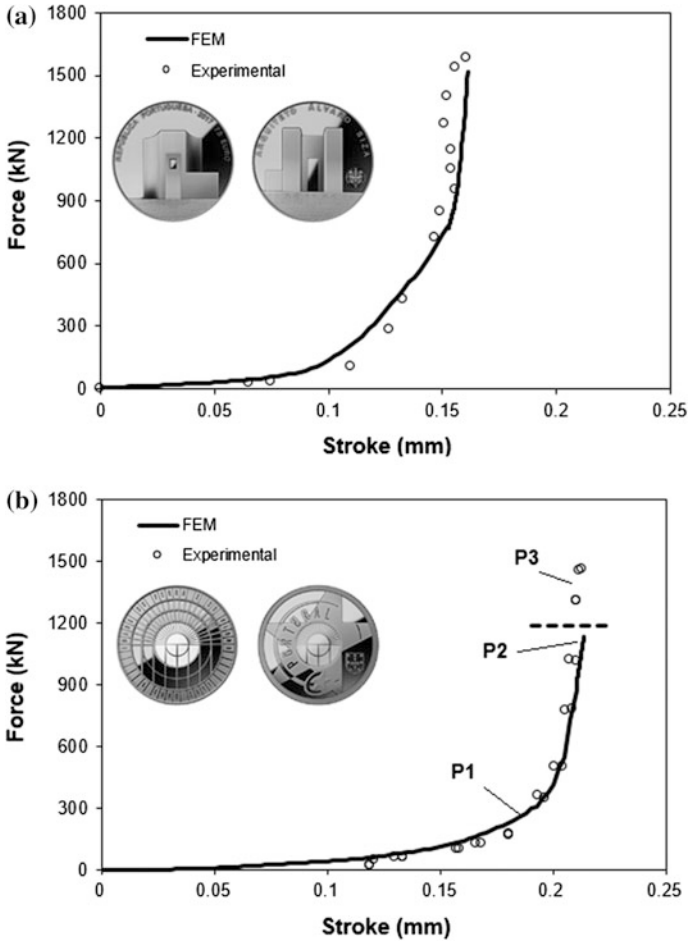 (a)
1800
1500
1200
900
600
300
0
Force (kN)
FEM
Experimental
REPÚBLICA PORTUGUESA · 2017
EURO
ARQUITETO ÁLVARO SIZA
0
0.05
0.1
0.15
0.2
0.25
Stroke (mm)
(b)
1800
1500
1200
900
600
300
0
Force (kN)
FEM
Experimental
PORTUGAL
P3
P2
P1
0
0.05
0.1
0.15
0.2
0.25
Stroke (mm)